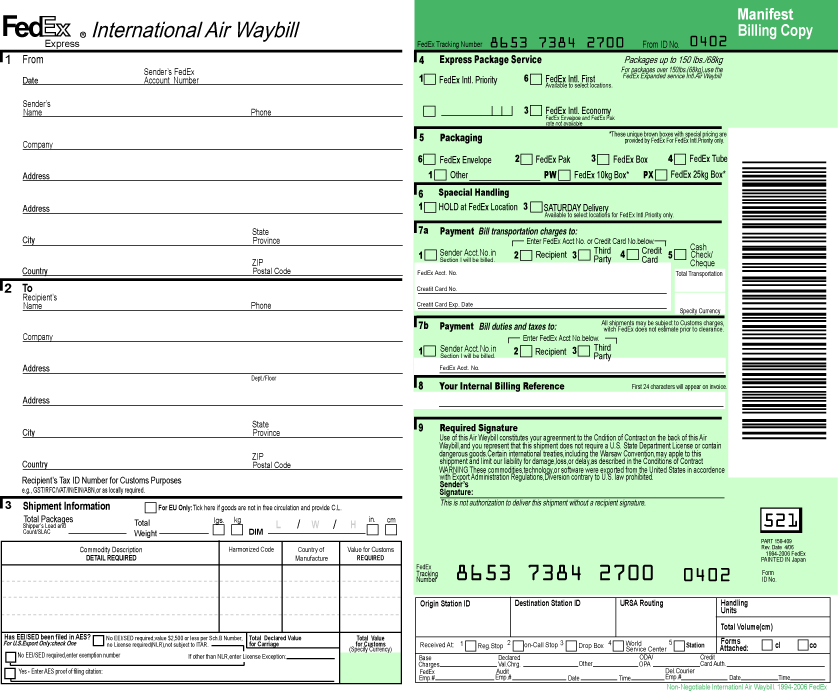 FedEx ® International Air Waybill
Express
1 From
Date
Sender's FedEx
Account Number
Sender's
Name Phone
Company
Address
Address
City
State
Province
Country
ZIP
Postal Code
2 To
Recipient's
Name Phone
Company
Address
Dept./Floor
Address
City
State
Province
Country
ZIP
Postal Code
Recipient's Tax ID Number for Customs Purposes
e.g., GST/RFC/VAT/IN/EIN/ABN,or as locally required.
3 Shipment Information
For EU Only:Tick here if goods are not in free circulation and provide C.L.
Total Packages
Shipper's Load and
Count/SLAC
Total
Weight
lgs. kg
DIM
L / W / H
in. cm
Commodity Description
DETAIL REQUIRED
Harmonized Code
Country of
Manufacture
Value for Customs
REQUIRED
Has EEI/SED been filed in AES?
For U.S.Export Only:check One
No EEI/SED required;value $2,500 or less per Sch.B Number,
no License required(NLR),not subject to ITAR.
Total Declared Value
for Carriage
Total Value
for Customs
(Specify Currency)
No EEI/SED required,enter exemption number
If other than NLR,enter License Exception:
Yes - Enter AES proof of filing citation:
Manifest
Billing Copy
FedEx Tracking Number 8653 7384 2700 From ID No. 0402
4 Express Package Service
Packages up to 150 lbs./68kg
For packages over 150lbs.(68kg),use the
FedEx Expanded service Intl.Air Waybill
1 FedEx Intl. Priority
6 FedEx Intl. First
Available to select locations.
3 FedEx Intl. Economy
FedEx Envelpoe and FedEx Pak
rate not available
5 Packaging
*These unique brown boxes with special pricing are
provided by FedEx For FedEx Intl.Priority only.
6 FedEx Envelope 2 FedEx Pak 3 FedEx Box 4 FedEx Tube
1 Other PW FedEx 10kg Box* PX FedEx 25kg Box*
6 Spaecial Handling
1 HOLD at FedEx Location 3 SATURDAY Delivery
Available to select locations for FedEx Intl.Priority only.
7a Payment Bill transportation charges to:
Enter FedEx Acct No. or Credit Card No.below.
1 Sender Acct.No.in
Section I will be billed.
2 Recipient 3 Third
Party
4 Credit
Card
5 Cash
Check/
Cheque
FedEx Acct. No.
Total Transportation
Creatit Card No.
Creatit Card Exp. Date
Specify Currency
7b Payment Bill duties and taxes to:
All shipments may be subject to Customs charges,
witch FedEx does not estimate prior to clearance.
Enter FedEx Acct No.below.
1 Sender Acct.No.in
Section I will be billed.
2 Recipient 3 Third
Party
FedEx Acct. No.
8 Your Internal Billing Reference
First 24 characters will appear on invoice.
9 Required Signature
Use of this Air Waybill constitutes your agreenment to the Cndition of Contract on the back of this Air
Waybill,and you represent that this shipment does not require a U.S. State Department License or contain
dangerous goods.Certain international treaties,including the Warsaw Convention,may apple to this
shippment and limit our liability for damage,loss,or delay,as described in the Conditions of Contract
WARNING:These commodities,technology,or software were exported from the United States in accordance
with Export Administration Regulations,Diversion contrary to U.S. law prohibited.
Sender's
Signature:
This is not authorization to deliver this shipment without a recipient signature.
521
PART 158-409
Rev. Date 4/06
1994-2006 FedEx
PAINTED IN Japan
FedEx
Tracking
Number
8653 7384 2700 0402
Form
ID No.
Origin Station ID
Destination Station ID
URSA Routing
Handling
Units
Total Volume(cm)
Received At: 1 Reg.Stop 2 on-Call Stop 3 Drop Box 4 World
Service Center
5 Station
Forms
Attached:
cl
co
Base
Charges
Declared
Val.Chrg.
Other
ODA/
OPA
Credit
Card Auth.
FedEx
Emp.#
Audit
Emp.#
Date Time
Del.Courier
Emp.#
Date Time
Non-Negotiable Internationl Air Waybill. 1994-2006 FedEx